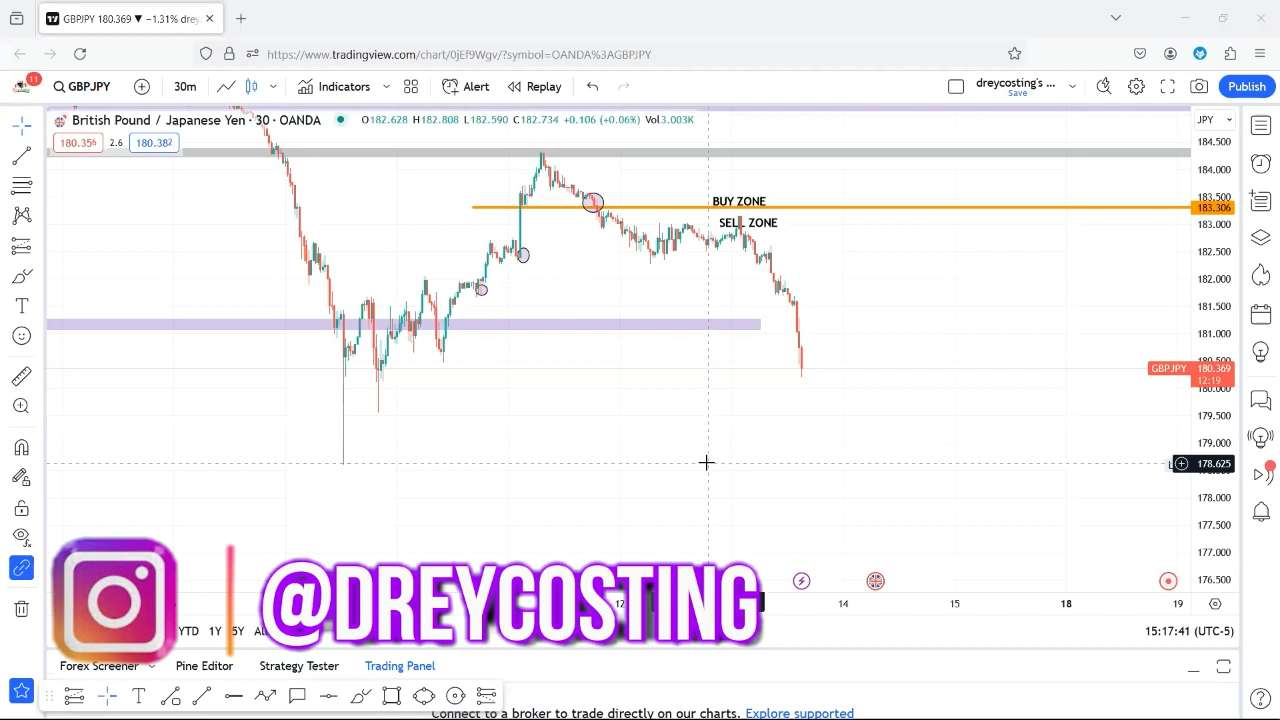 GBPJPY 180.369 ▼ −1.31% drey
https://www.tradingview.com/chart/0jEf9Wgv/?symbol=OANDA%3AGBPJPY
11
GBPJPY
30m
Indicators
Alert
Replay
dreycosting's ...
Save
Publish
British Pound / Japanese Yen · 30 · OANDA
O182.628 H182.808 L182.590 C182.734 +0.106 (+0.06%) Vol3.003K
JPY
180.356
2.6
180.382
184.500
184.000
183.500
BUY ZONE
183.306
SELL ZONE
183.000
182.500
182.000
181.500
181.000
180.500
GBPJPY 180.369
12:19
180.000
179.500
179.000
178.625
178.000
177.500
177.000
176.500
@DREYCOSTING
12
14
15
18
19
YTD
1Y
5Y
15:17:41 (UTC-5)
Forex Screener
Pine Editor
Strategy Tester
Trading Panel
Connect to a broker to trade directly on our charts. Explore supported